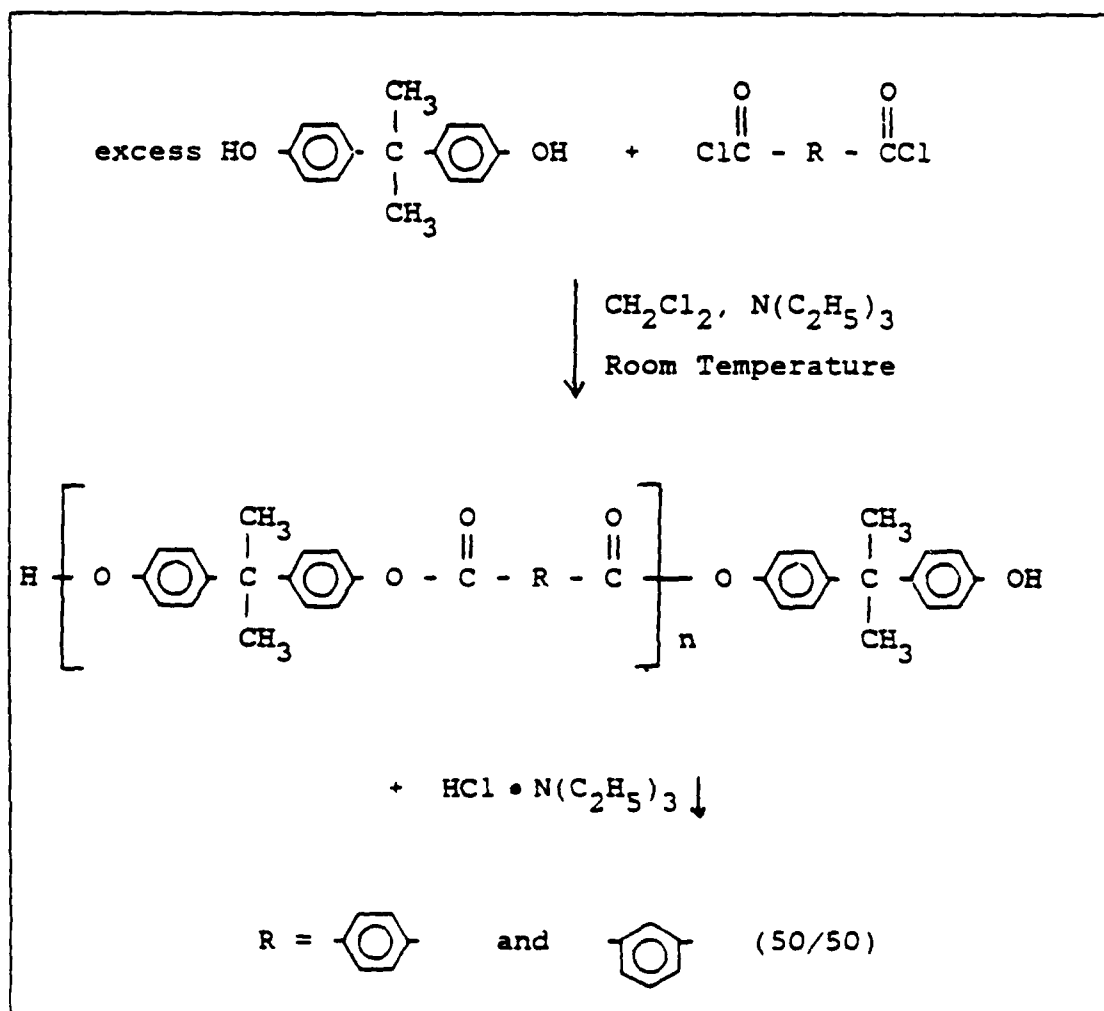 CH3 O O
excess HO C OH + ClC - R - CCl
CH3
CH2Cl2, N(C2H5)3
Room Temperature
CH3 O O CH3
H O C O - C - R - C O C OH
CH3 n CH3
+ HCl • N(C2H5)3 ↓
R = and (50/50)